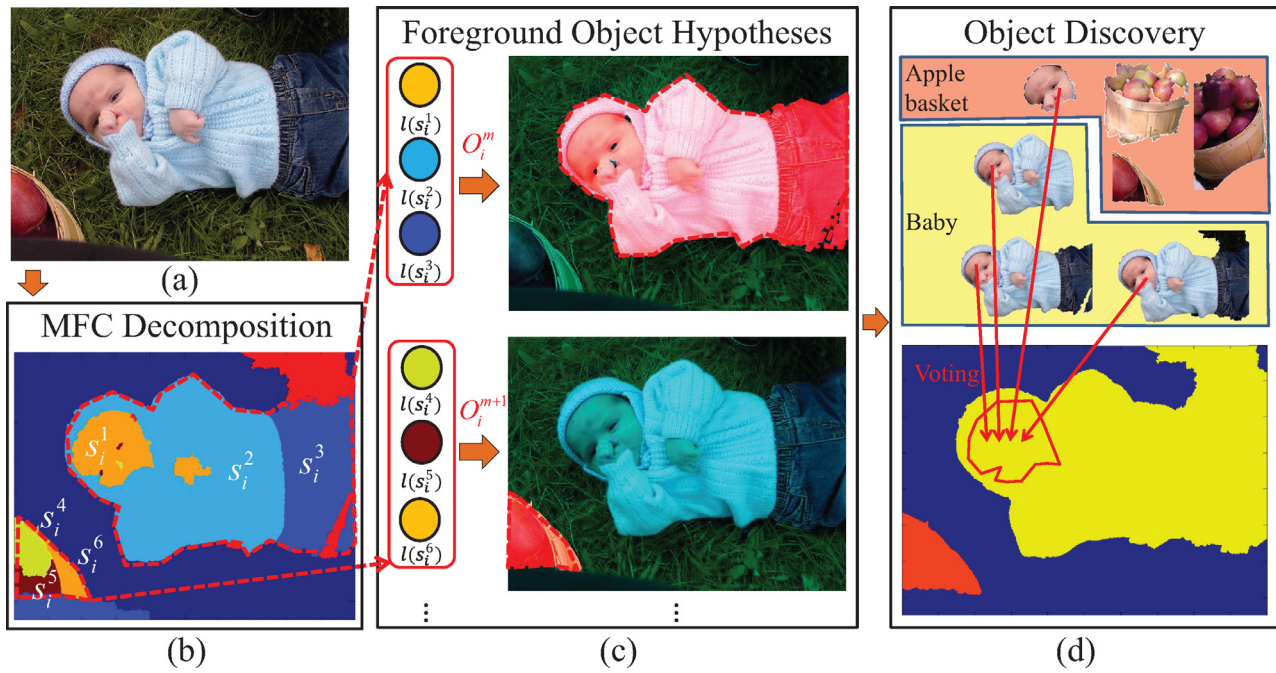 (a)
MFC Decomposition
s_i^1
s_i^2
s_i^3
s_i^4
s_i^6
s_i^5
(b)
Foreground Object Hypotheses
l(s_i^1)
l(s_i^2)
l(s_i^3)
O_i^m
l(s_i^4)
l(s_i^5)
l(s_i^6)
O_i^{m+1}
⋮ ⋮
(c)
Object Discovery
Apple
basket
Baby
Voting
(d)